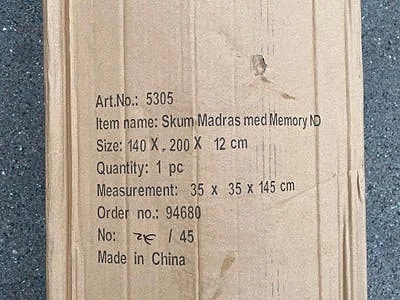 Art.No.: 5305
Item name: Skum Madras med Memory ND
Size: 140 X 200 X 12 cm
Quantity: 1 pc
Measurement: 35 x 35 x 145 cm
Order no.: 94680
No: / 45
Made in China